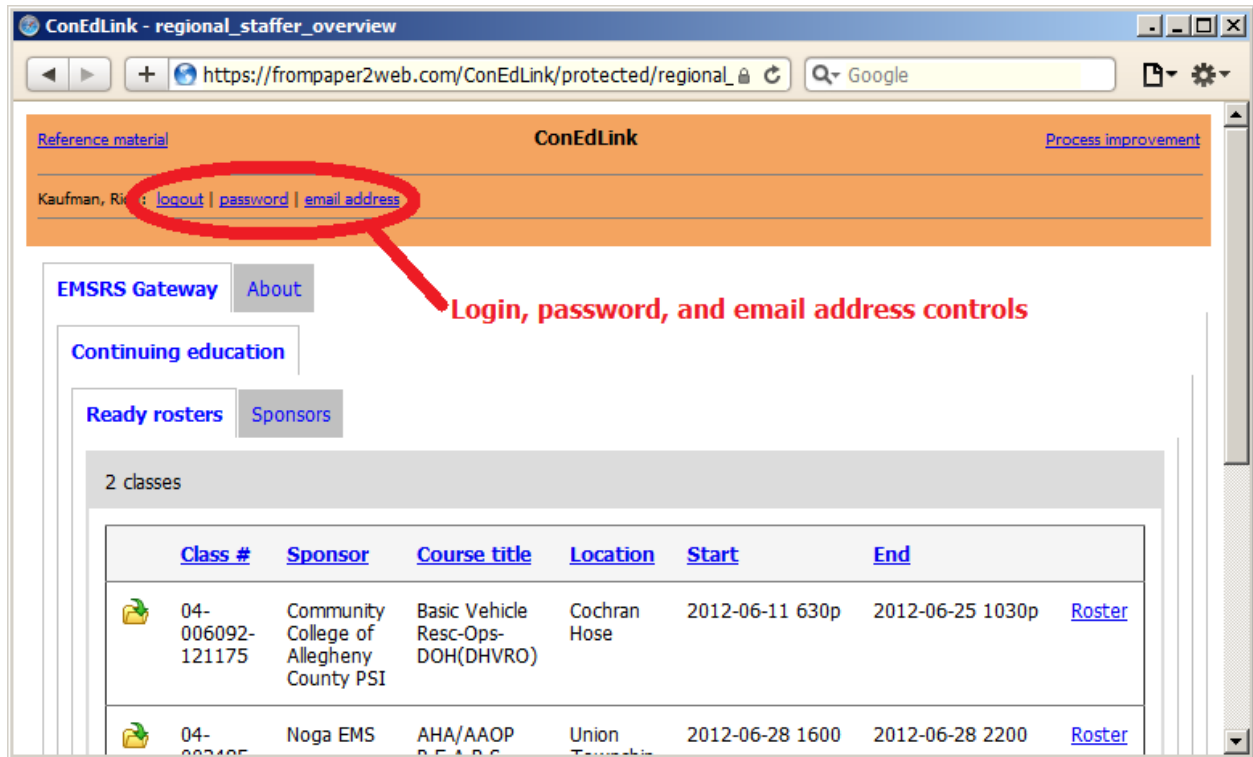 ConEdLink - regional_staffer_overview
https://frompaper2web.com/ConEdLink/protected/regional_
Google
Reference material ConEdLink Process improvement
Kaufman, : logout | password | email address
EMSRS Gateway About
Login, password, and email address controls
Continuing education
Ready rosters Sponsors
2 classes
Class # Sponsor Course title Location Start End
04- Community Basic Vehicle Cochran 2012-06-11 630p 2012-06-25 1030p Roster
006092- College of Resc-Ops- Hose
121175 Allegheny DOH(DHVRO)
County PSI
04- Noga EMS AHA/AAOP Union 2012-06-28 1600 2012-06-28 2200 Roster
Township